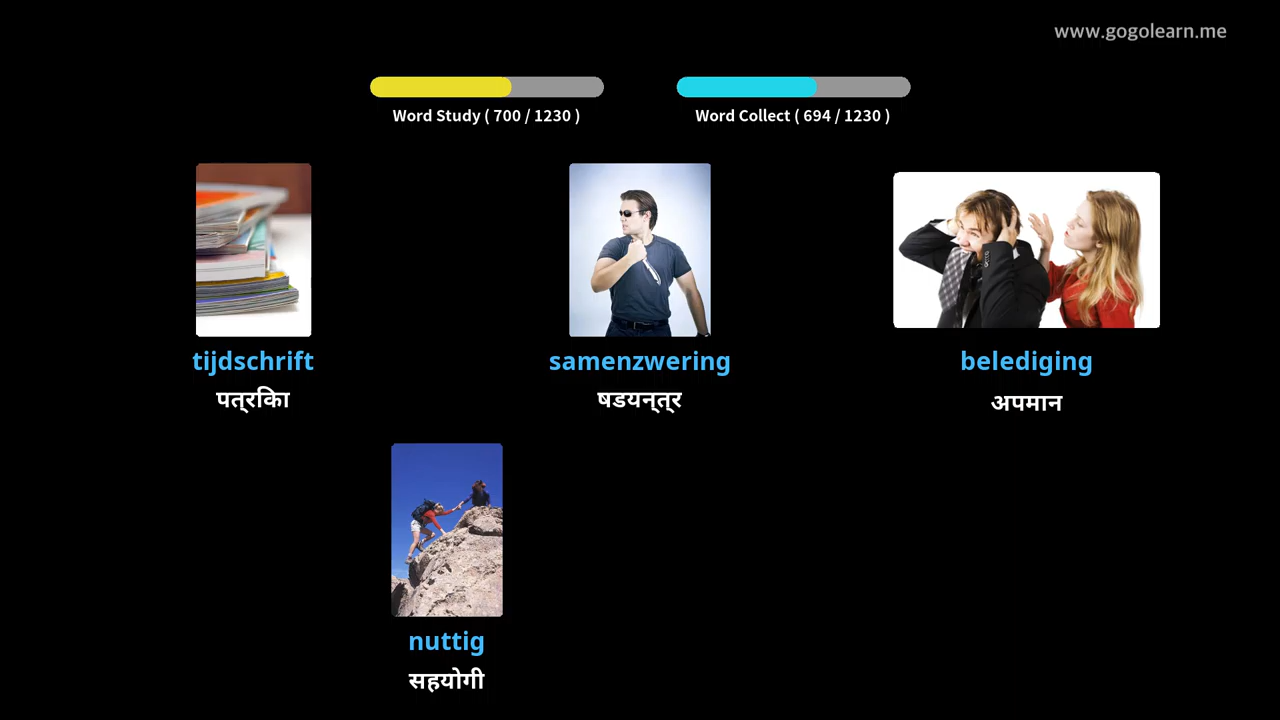 www.gogolearn.me
Word Study ( 700 / 1230 )
Word Collect ( 694 / 1230 )
tijdschrift
samenzwering
belediging
पत्रिका
षडयन्त्र
अपमान
nuttig
सहयोगी